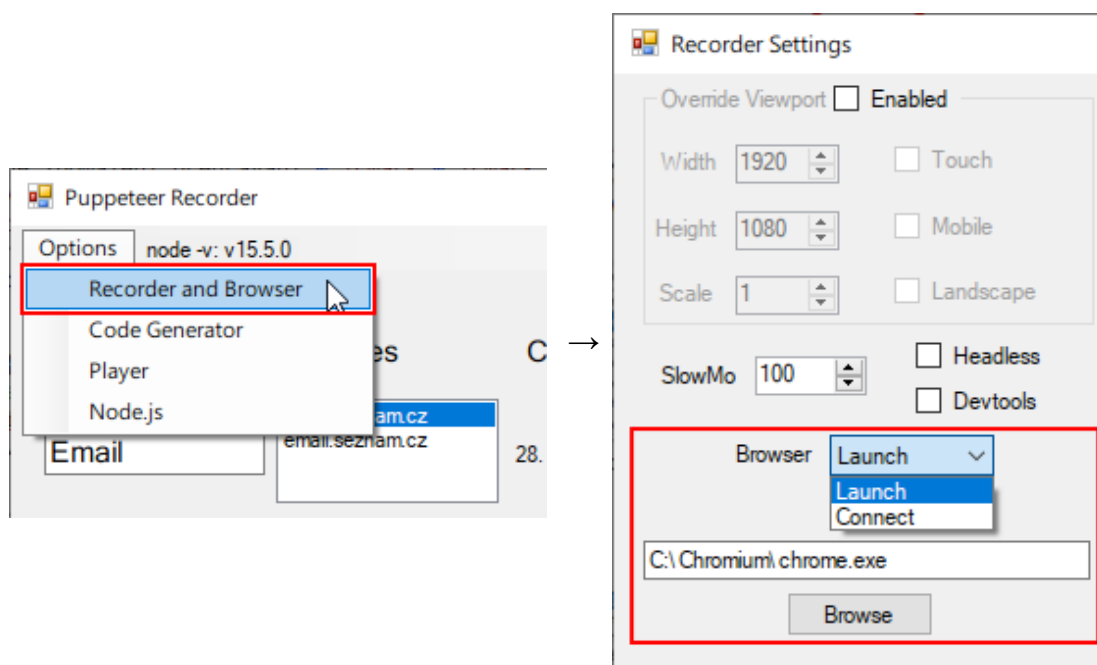 Puppeteer Recorder
Options node -v: v15.5.0
Recorder and Browser
Code Generator
Player
Node.js
es
C
am.cz
email.seznam.cz
Email
28.
→
Recorder Settings
Override Viewport Enabled
Width 1920 Touch
Height 1080 Mobile
Scale 1 Landscape
SlowMo 100 Headless
Devtools
Browser Launch
Launch
Connect
C:\Chromium\chrome.exe
Browse